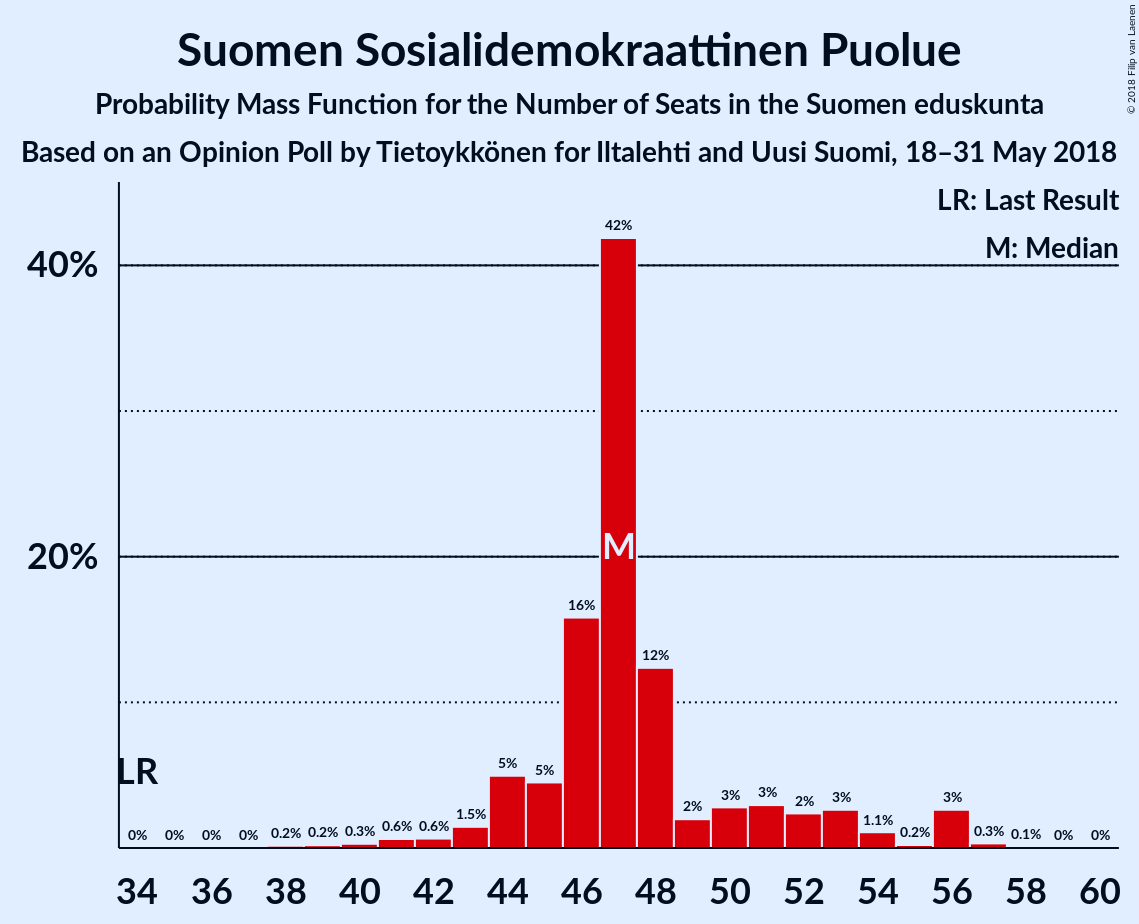 Suomen Sosialidemokraattinen Puolue
Probability Mass Function for the Number of Seats in the Suomen eduskunta
Based on an Opinion Poll by Tietoykkönen for Iltalehti and Uusi Suomi, 18–31 May 2018
© 2018 Filip van Laenen
LR: Last Result
M: Median
40%
20%
42%
M
16%
12%
LR
0% 0% 0% 0% 0.2% 0.2% 0.3% 0.6% 0.6% 1.5% 5% 5% 2% 3% 3% 2% 3% 1.1% 0.2% 3% 0.3% 0.1% 0% 0%
34 36 38 40 42 44 46 48 50 52 54 56 58 60